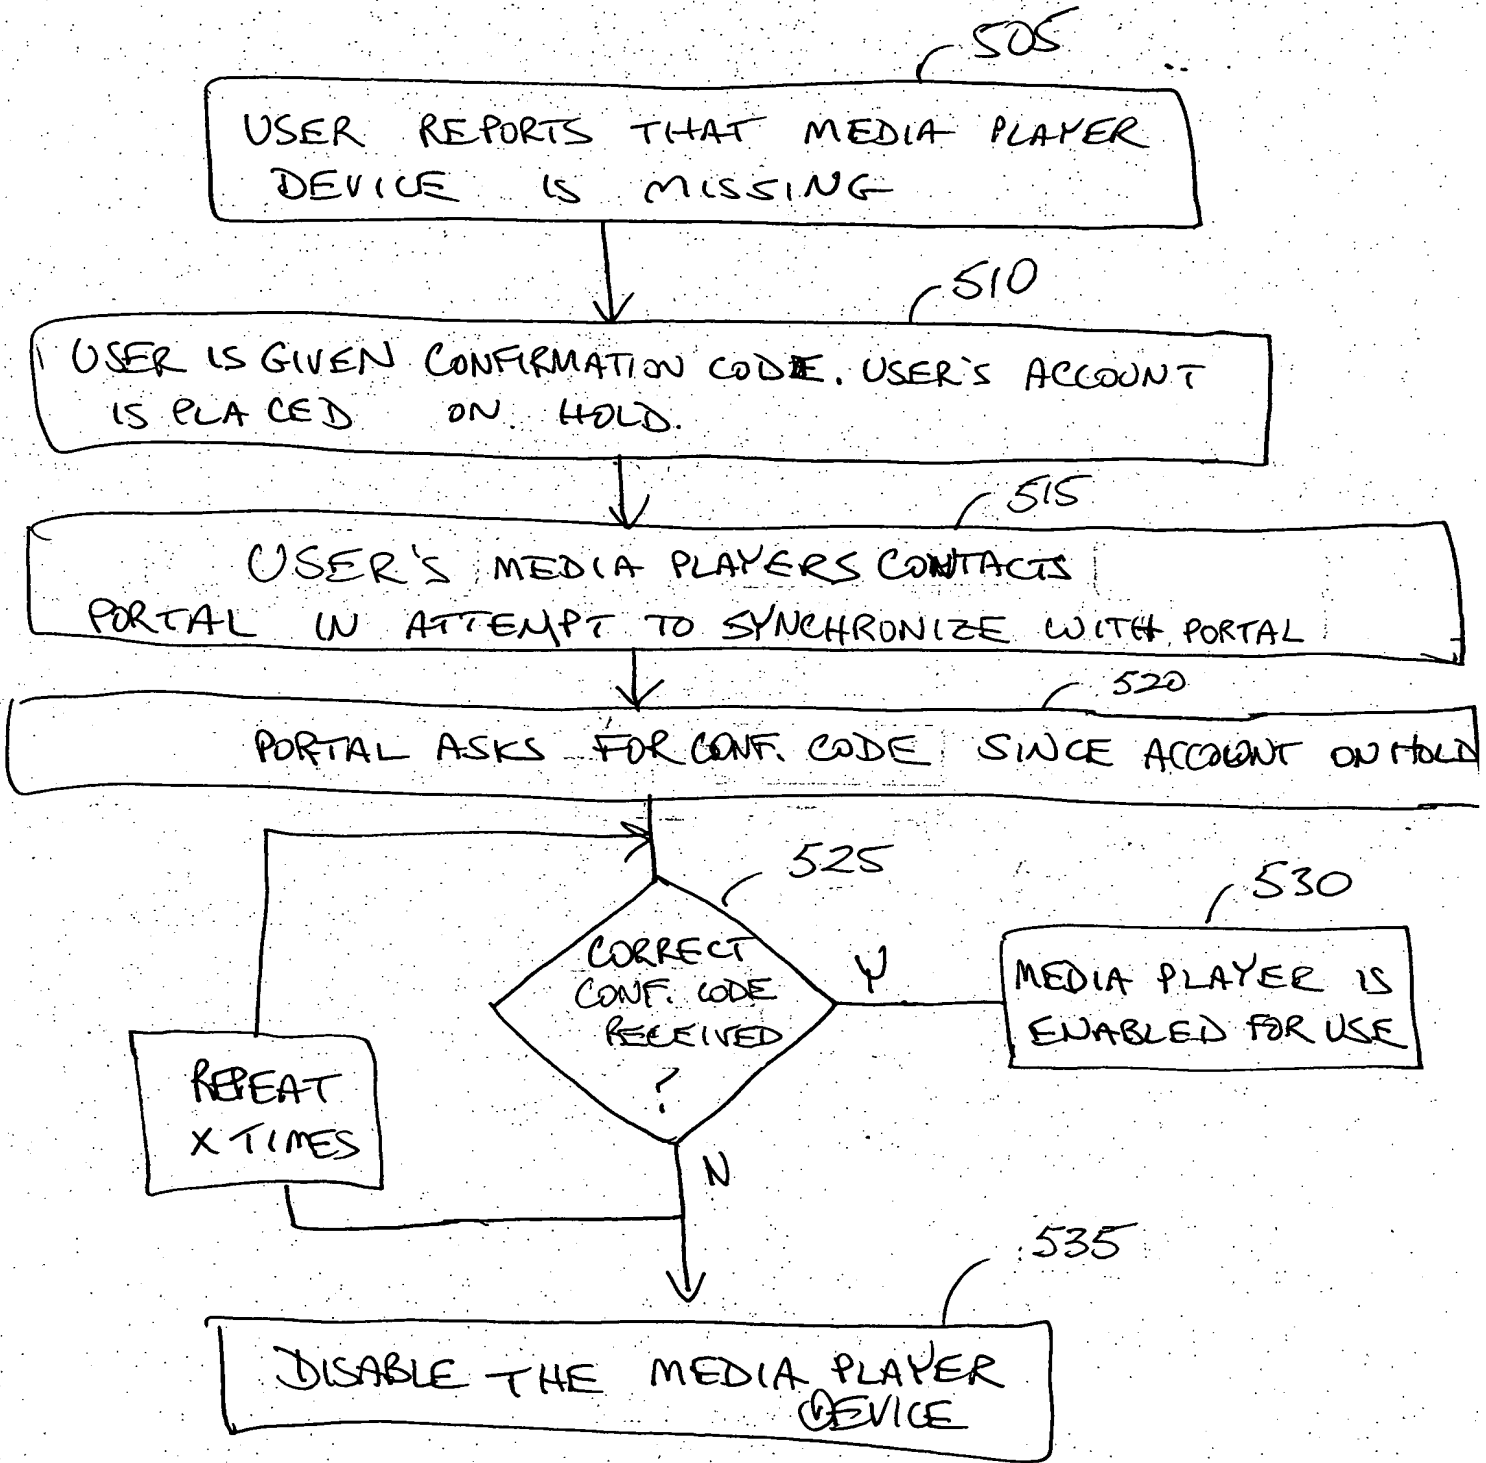 505
USER REPORTS THAT MEDIA PLAYER
DEVICE IS MISSING
510
USER IS GIVEN CONFIRMATION CODE. USER'S ACCOUNT
IS PLACED ON HOLD.
515
USER'S MEDIA PLAYERS CONTACTS
PORTAL IN ATTEMPT TO SYNCHRONIZE WITH PORTAL
520
PORTAL ASKS FOR CONF. CODE SINCE ACCOUNT ON HOLD
525
CORRECT
CONF. CODE
RECEIVED
?
Y
530
MEDIA PLAYER IS
ENABLED FOR USE
REPEAT
X TIMES
N
535
DISABLE THE MEDIA PLAYER
DEVICE